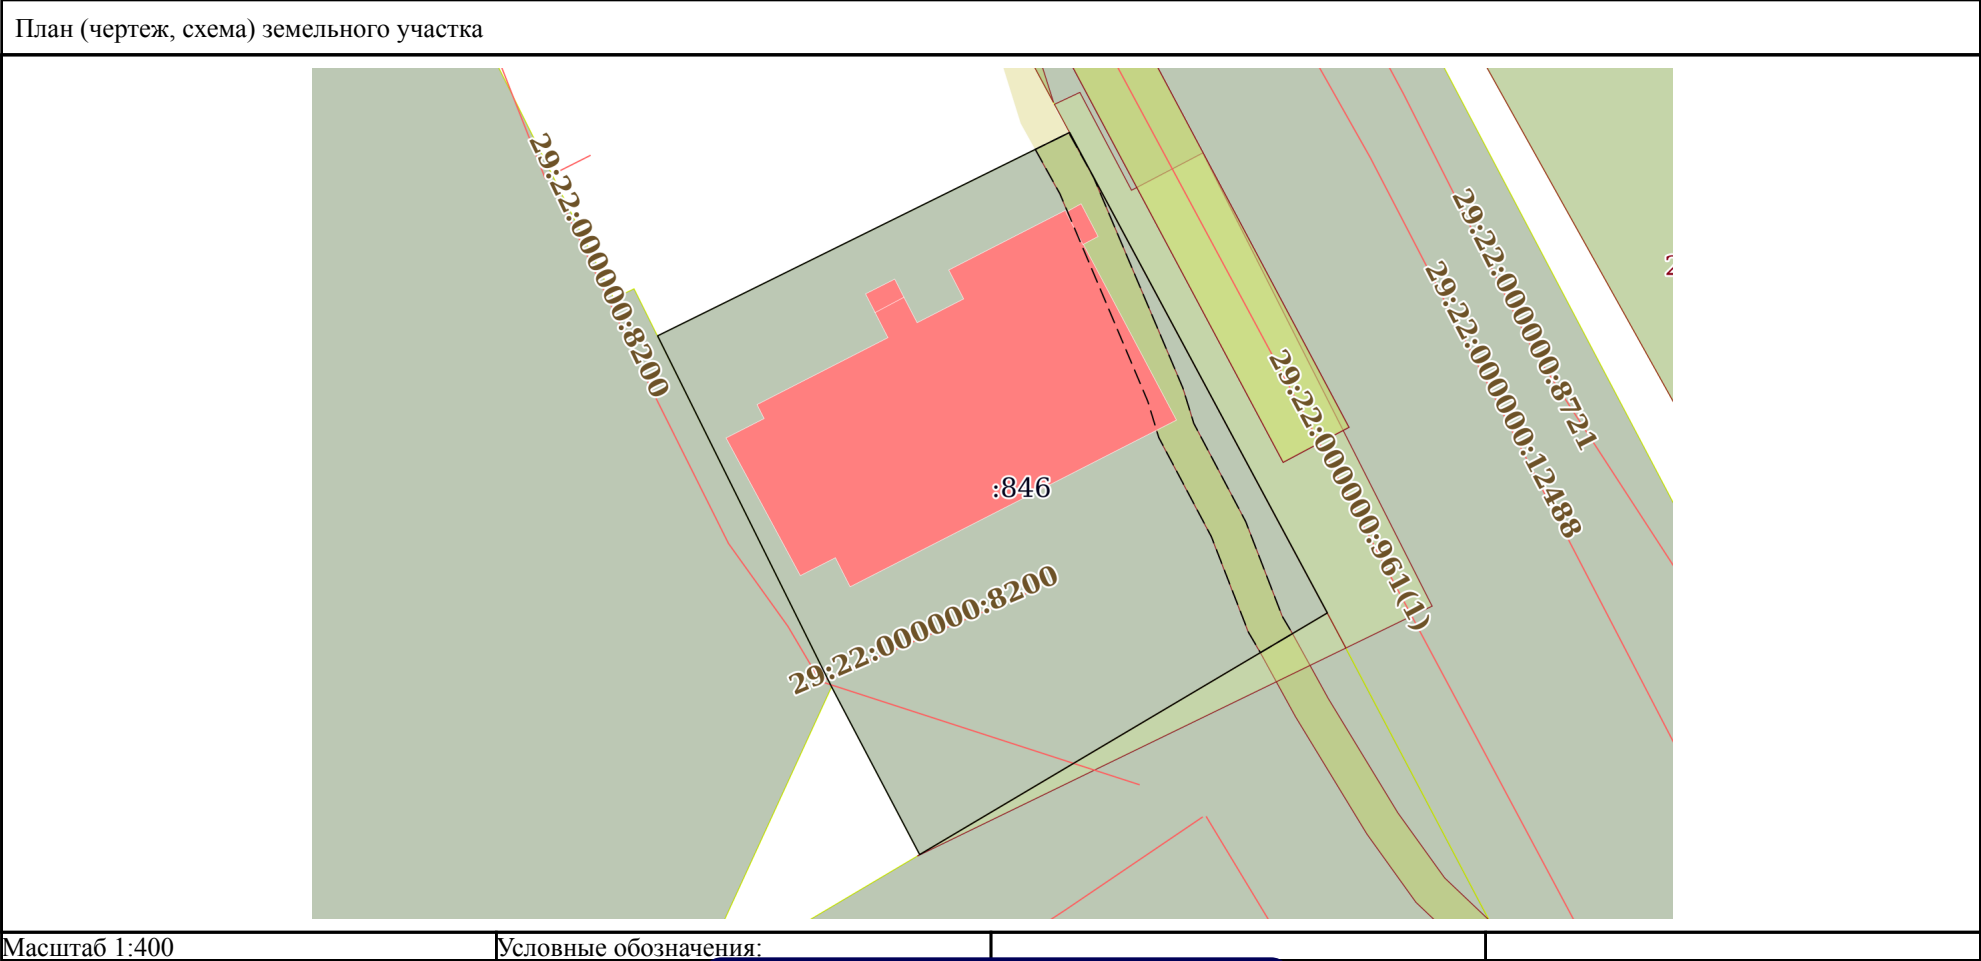 План (чертеж, схема) земельного участка
29:22:000000:8200
29:22:000000:8721
29:22:000000:12488
29:22:000000:961(1)
:846
29:22:000000:8200
Масштаб 1:400
Условные обозначения: